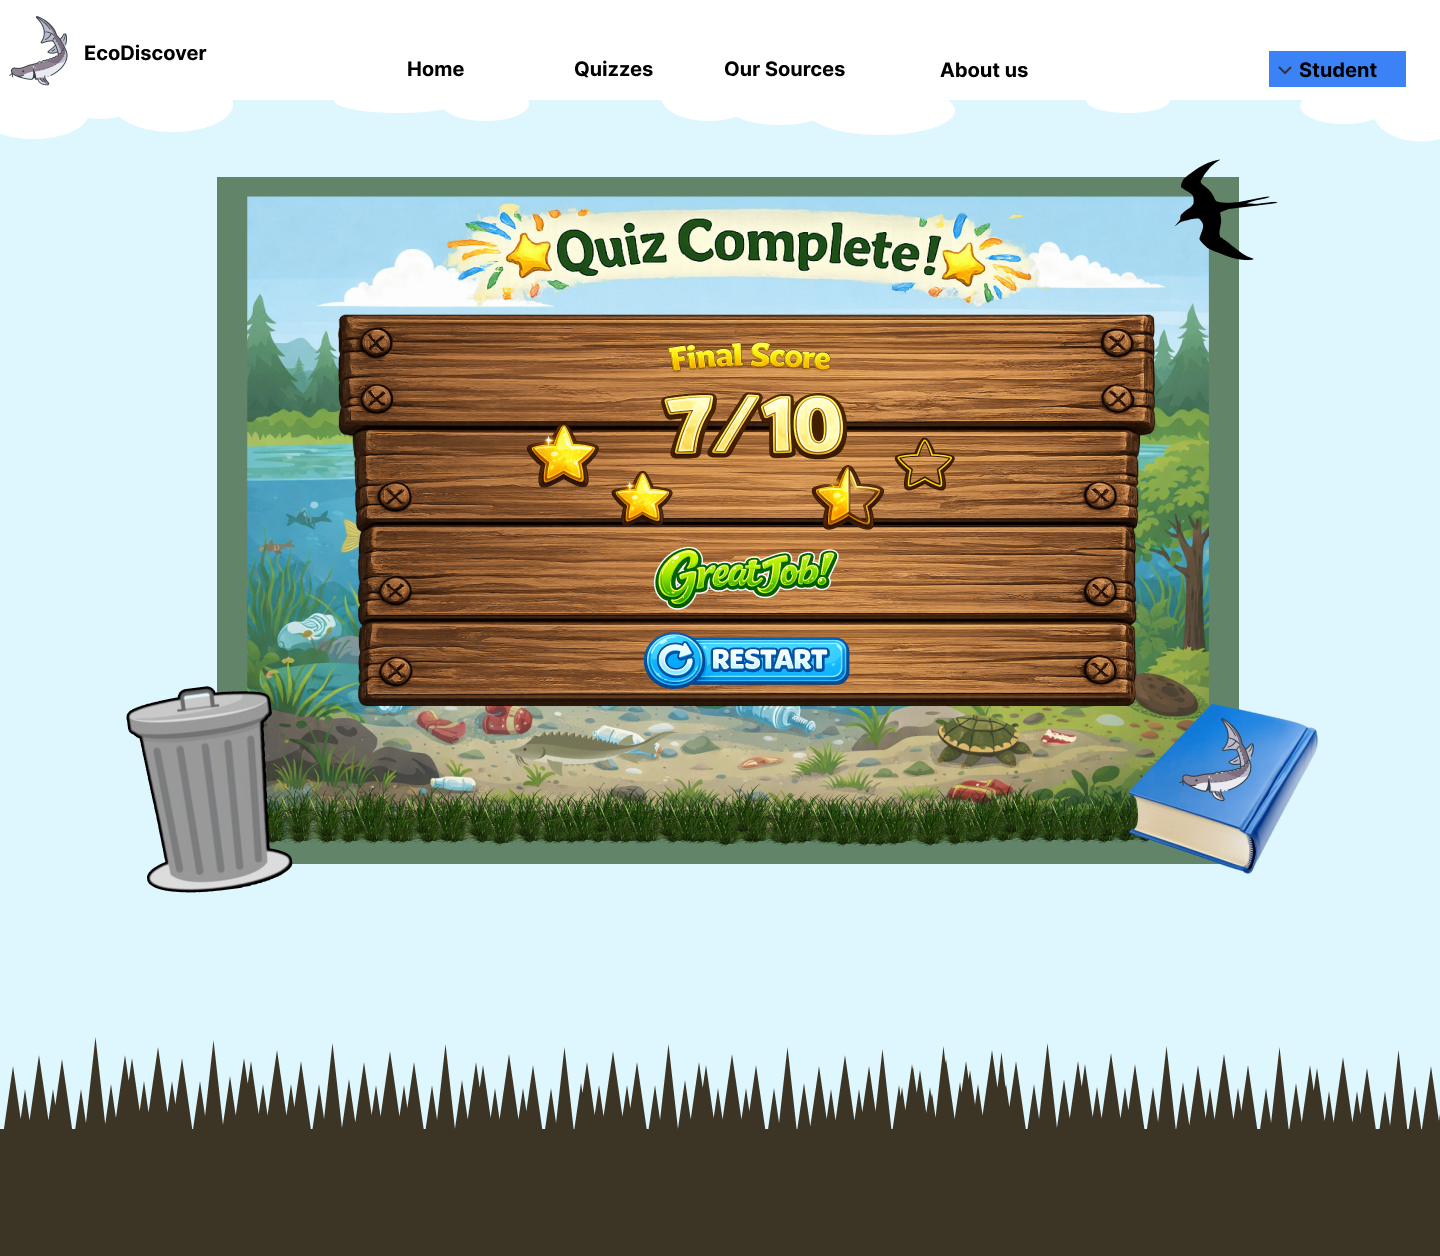 EcoDiscover
Home
Quizzes
Our Sources
About us
Student
Quiz Complete!
Final Score
7/10
Great Job!
RESTART